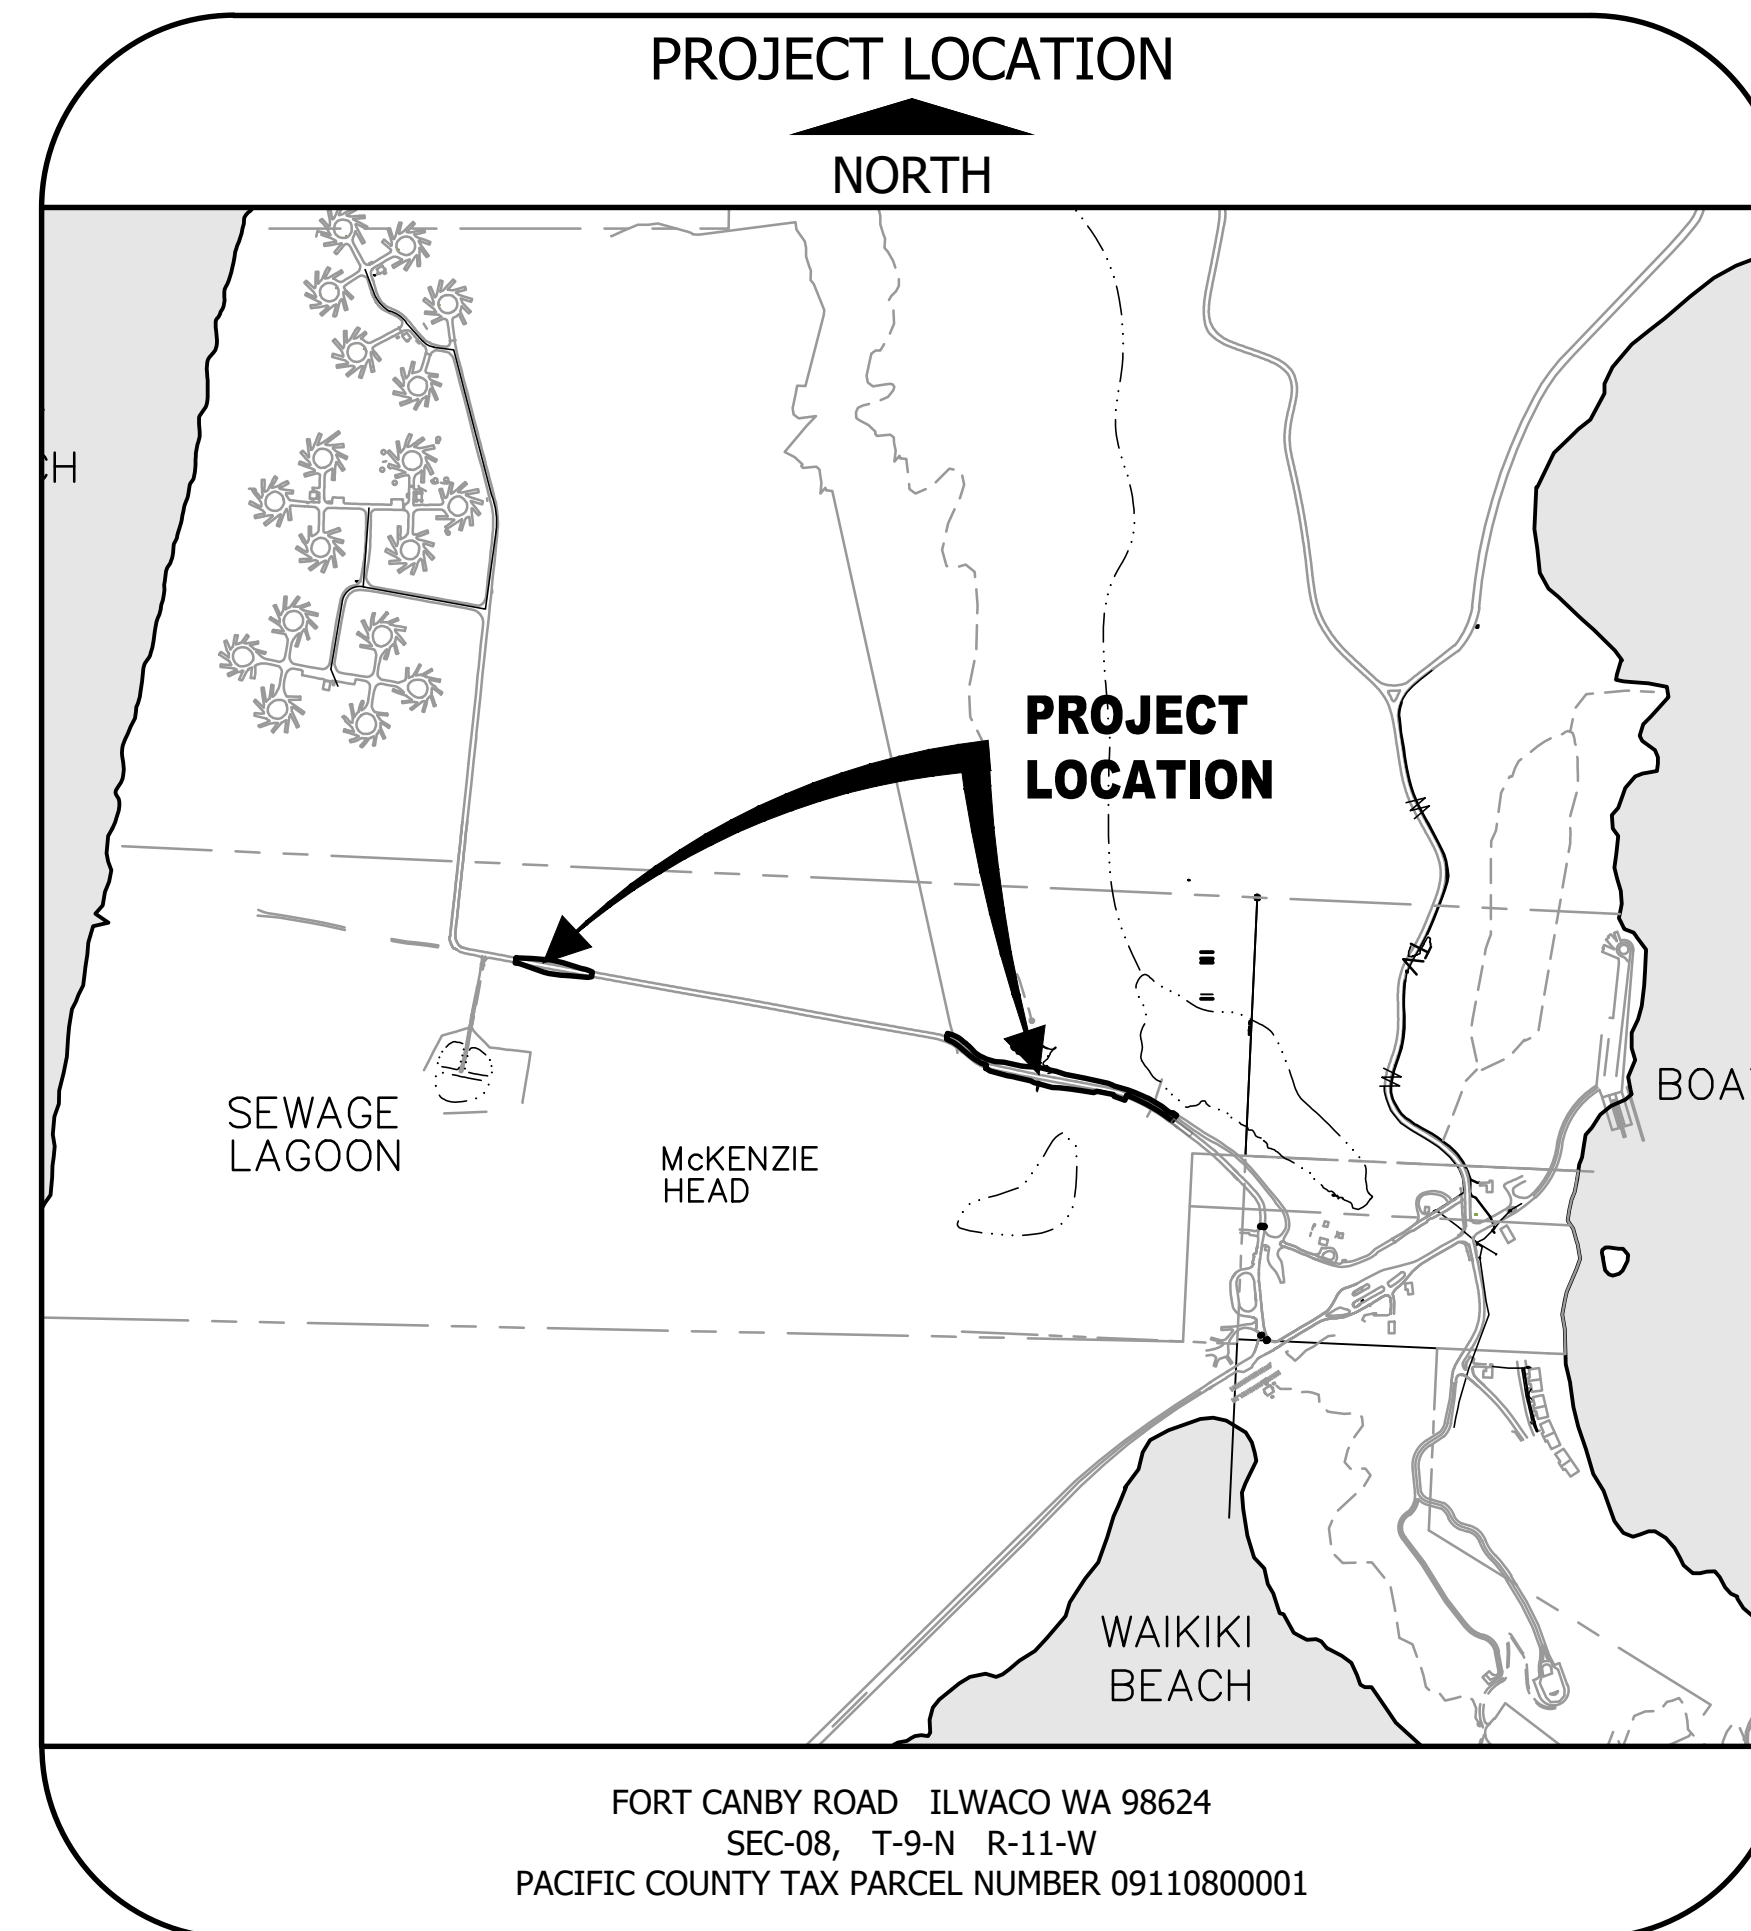 PROJECT LOCATION
NORTH
PROJECT
LOCATION
SEWAGE
LAGOON
McKENZIE
HEAD
WAIKIKI
BEACH
FORT CANBY ROAD ILWACO WA 98624
SEC-08, T-9-N R-11-W
PACIFIC COUNTY TAX PARCEL NUMBER 09110800001